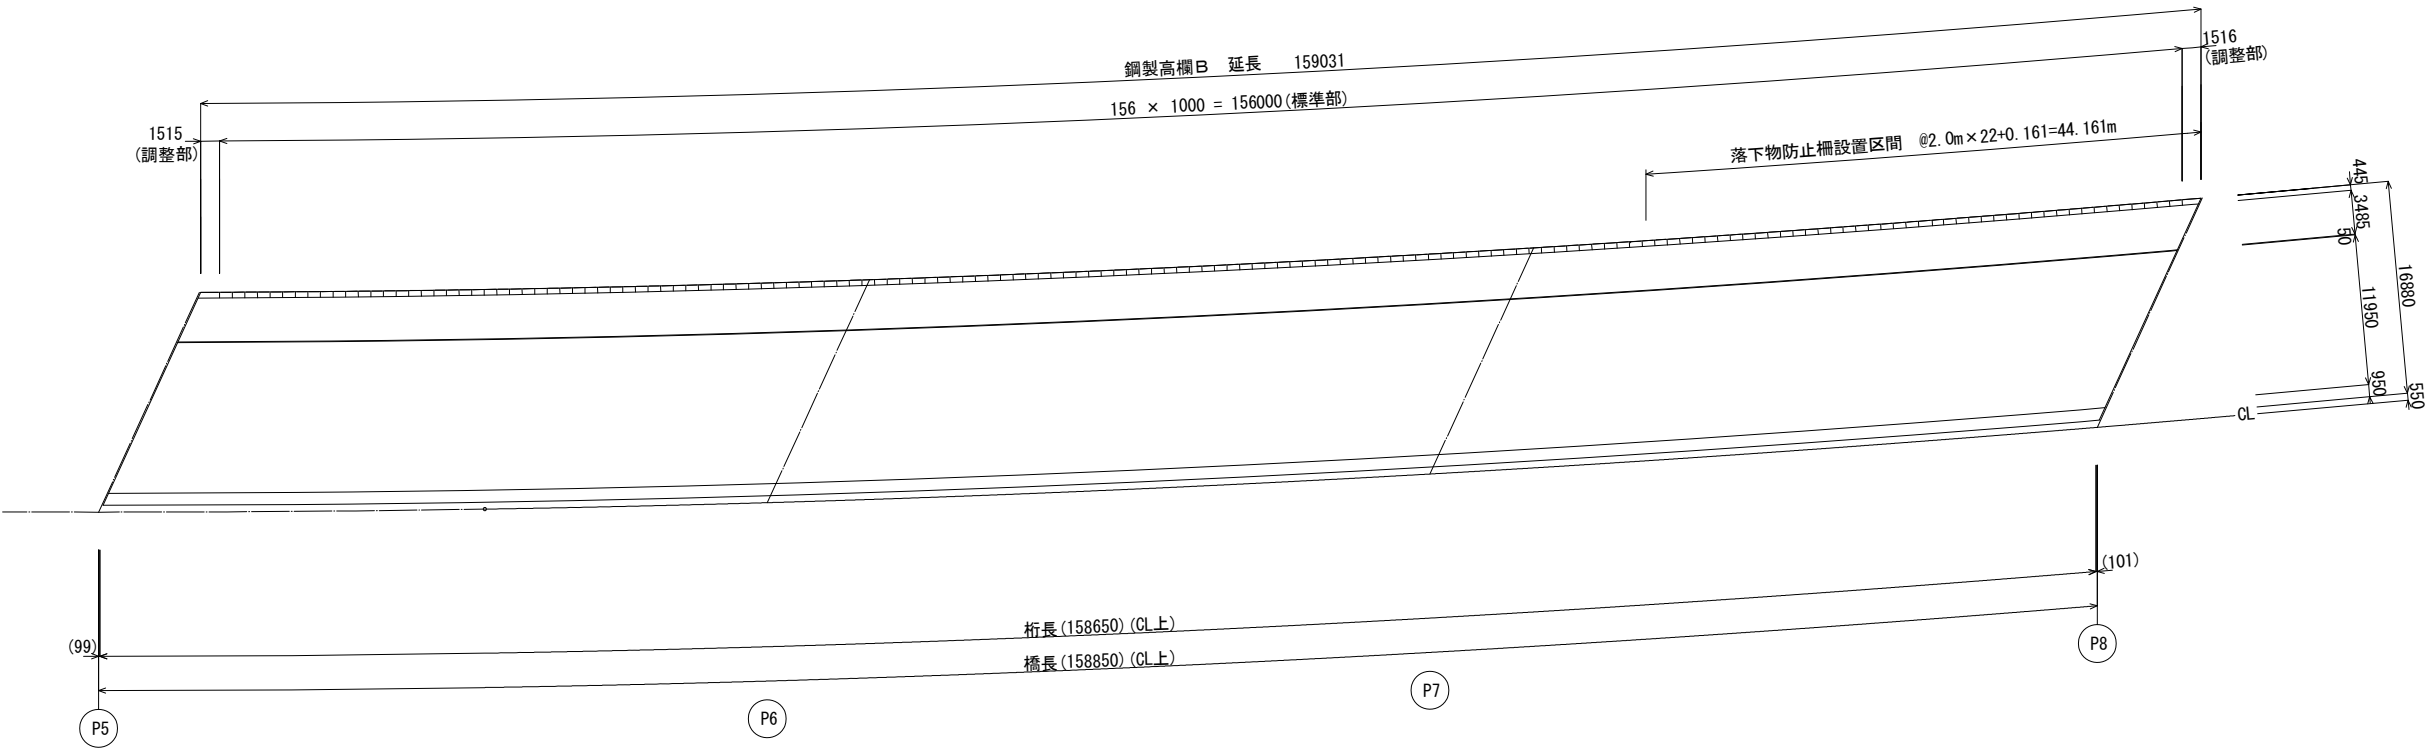 鋼製高欄B　延長　159031
1516
(調整部)
156 × 1000 = 156000(標準部)
1515
(調整部)
落下物防止柵設置区間　@2.0m×22+0.161=44.161m
445
3485
50
16880
11950
950
550
CL
(101)
桁長(158650)(CL上)
(99)
橋長(158850)(CL上)
P5
P6
P7
P8